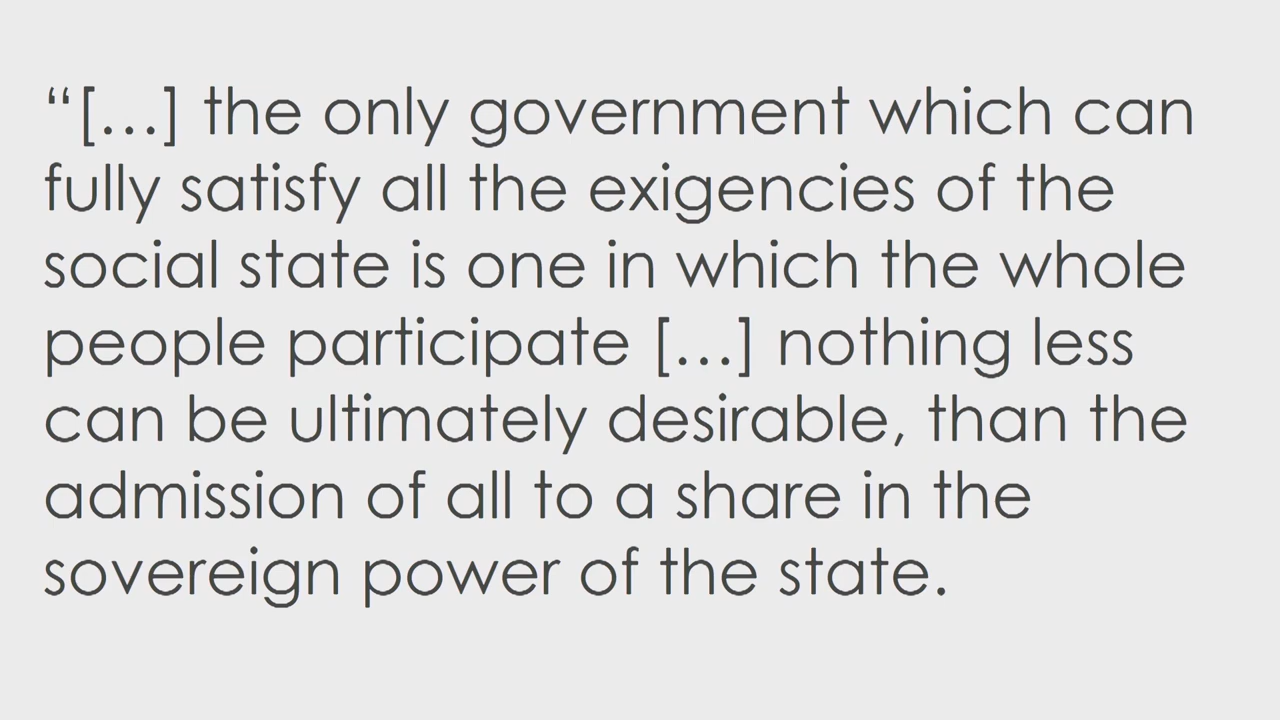 “[...] the only government which can
fully satisfy all the exigencies of the
social state is one in which the whole
people participate [...] nothing less
can be ultimately desirable, than the
admission of all to a share in the
sovereign power of the state.